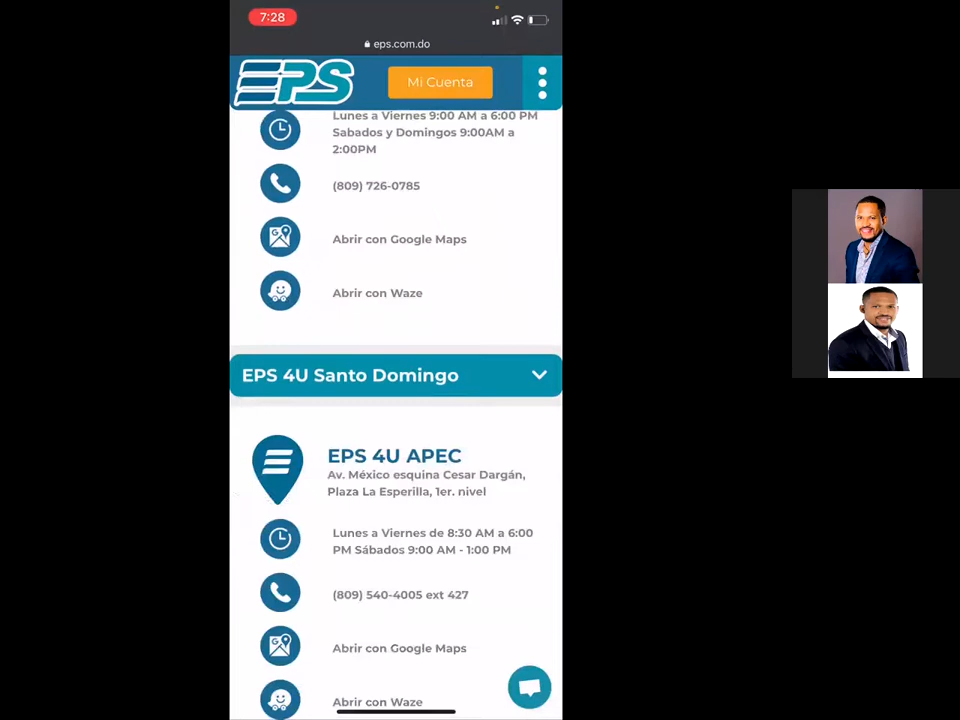 7:28
eps.com.do
EPS
Mi Cuenta
Lunes a Viernes 9:00 AM a 6:00 PM
Sabados y Domingos 9:00AM a
2:00PM
(809) 726-0785
Abrir con Google Maps
Abrir con Waze
EPS 4U Santo Domingo
EPS 4U APEC
Av. México esquina Cesar Dargán,
Plaza La Esperilla, 1er. nivel
Lunes a Viernes de 8:30 AM a 6:00
PM Sábados 9:00 AM - 1:00 PM
(809) 540-4005 ext 427
Abrir con Google Maps
Abrir con Waze